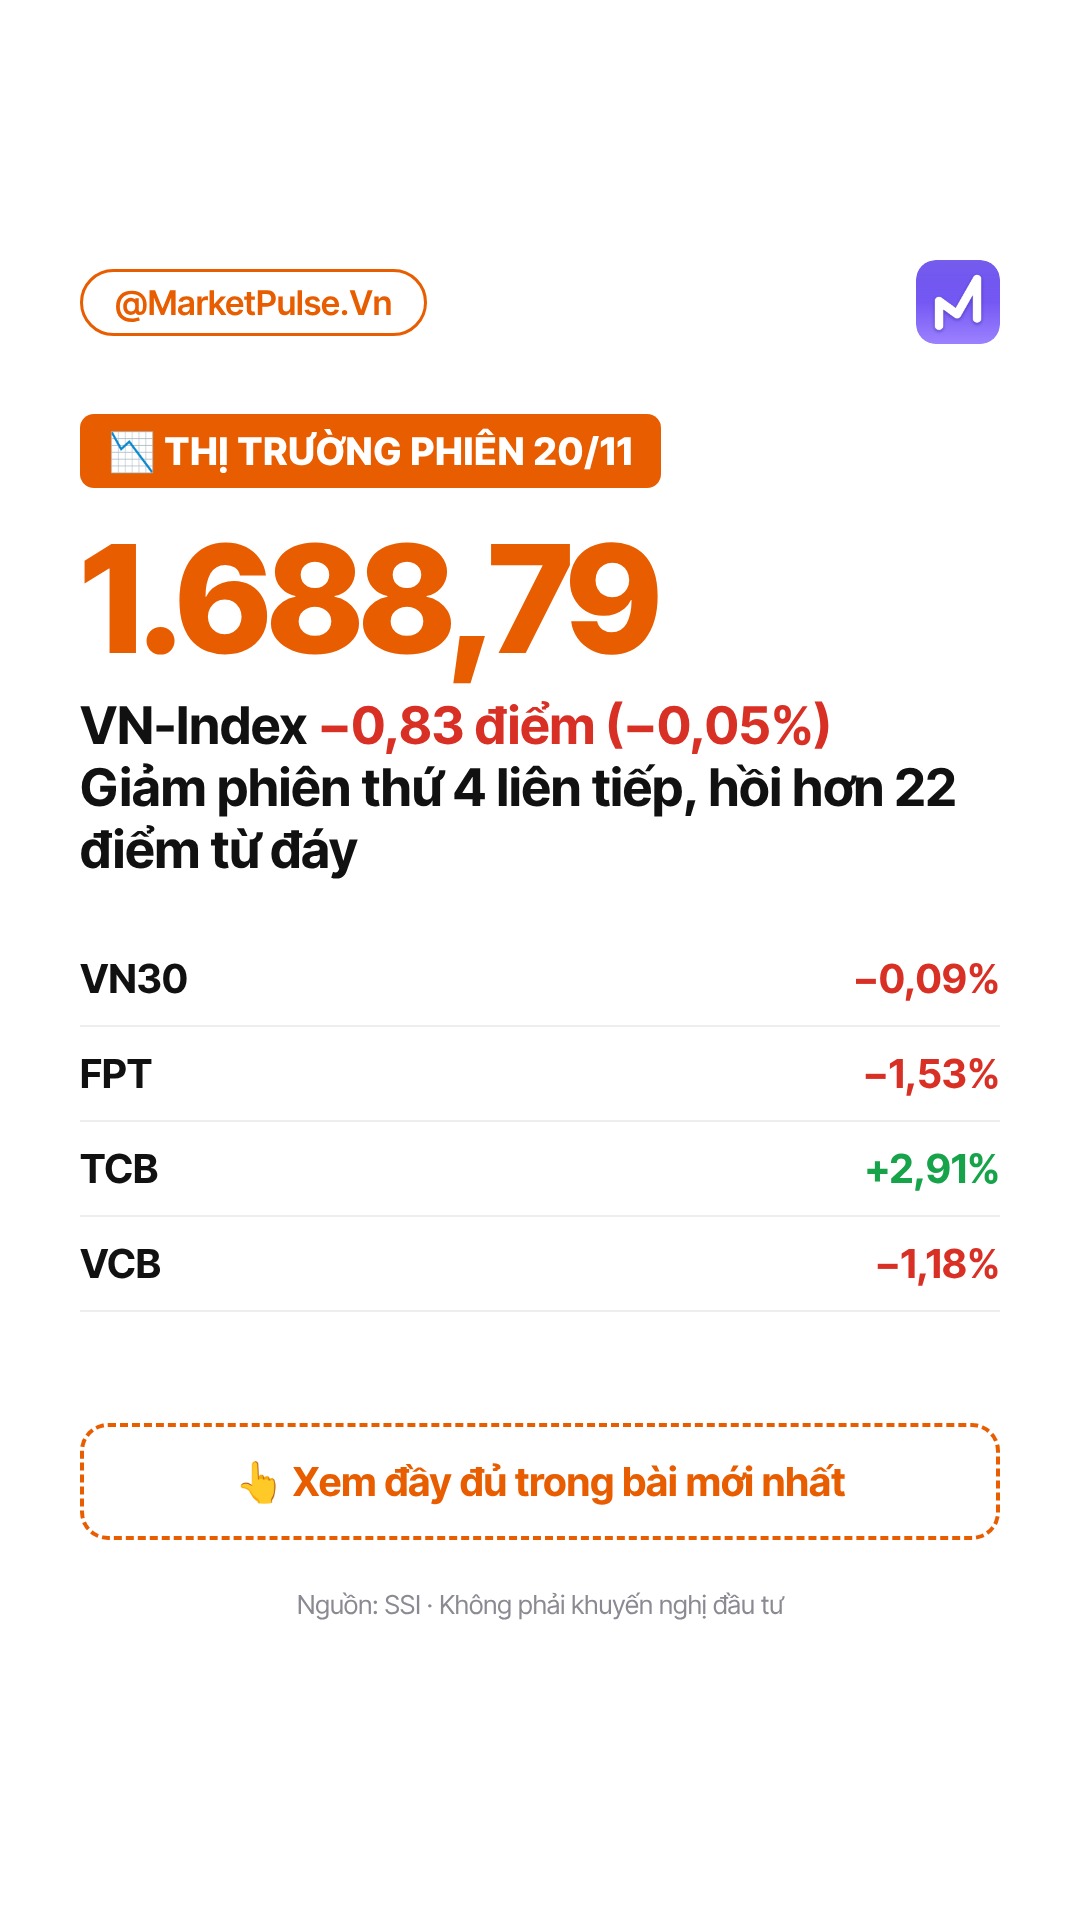 @MarketPulse.Vn
📉 THỊ TRƯỜNG PHIÊN 20/11
1.688,79
VN-Index −0,83 điểm (−0,05%)
Giảm phiên thứ 4 liên tiếp, hồi hơn 22
điểm từ đáy
VN30 −0,09%
FPT −1,53%
TCB +2,91%
VCB −1,18%
👆 Xem đầy đủ trong bài mới nhất
Nguồn: SSI · Không phải khuyến nghị đầu tư